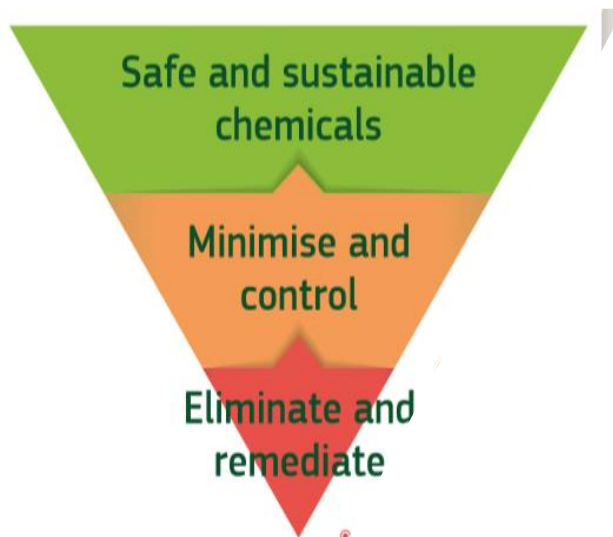 Safe and sustainable
chemicals
Minimise and
control
Eliminate and
remediate